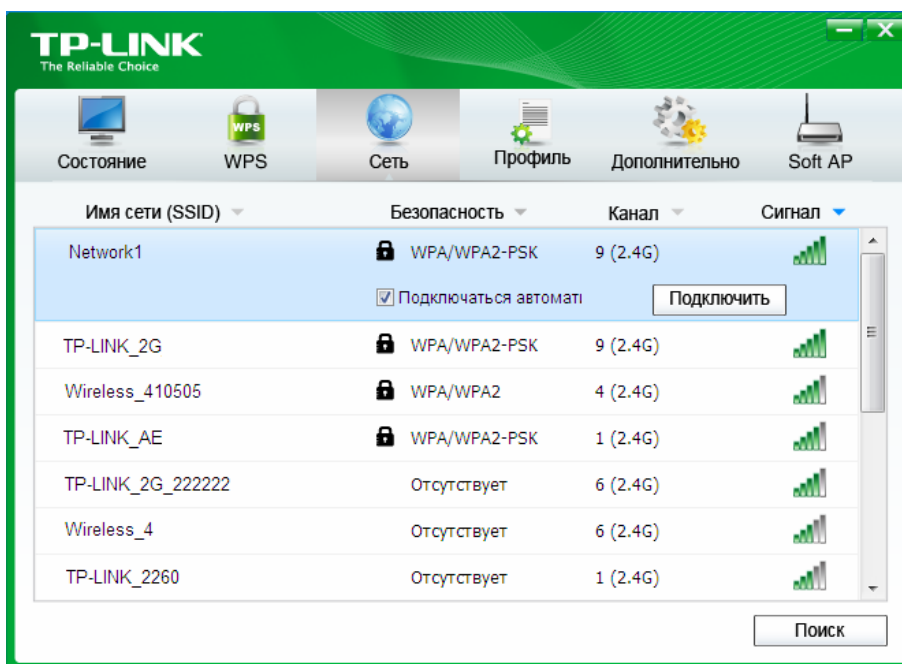 TP-LINK
The Reliable Choice
WPS
Состояние WPS Сеть Профиль Дополнительно Soft AP
Имя сети (SSID) Безопасность Канал Сигнал
Network1 WPA/WPA2-PSK 9 (2.4G)
Подключаться автомати Подключить
TP-LINK_2G WPA/WPA2-PSK 9 (2.4G)
Wireless_410505 WPA/WPA2 4 (2.4G)
TP-LINK_AE WPA/WPA2-PSK 1 (2.4G)
TP-LINK_2G_222222 Отсутствует 6 (2.4G)
Wireless_4 Отсутствует 6 (2.4G)
TP-LINK_2260 Отсутствует 1 (2.4G)
Поиск